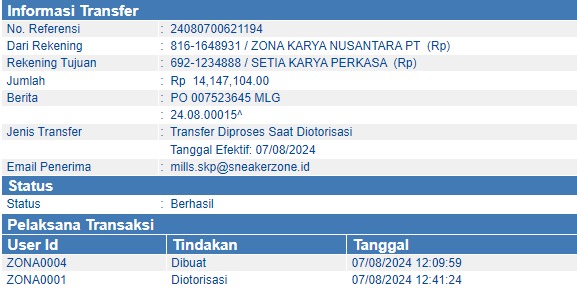 Informasi Transfer
No. Referensi : 24080700621194
Dari Rekening : 816-1648931 / ZONA KARYA NUSANTARA PT (Rp)
Rekening Tujuan : 692-1234888 / SETIA KARYA PERKASA (Rp)
Jumlah : Rp 14,147,104.00
Berita : PO 007523645 MLG
: 24.08.00015^
Jenis Transfer : Transfer Diproses Saat Diotorisasi
Tanggal Efektif: 07/08/2024
Email Penerima : mills.skp@sneakerzone.id
Status
Status : Berhasil
Pelaksana Transaksi
User Id Tindakan Tanggal
ZONA0004 Dibuat 07/08/2024 12:09:59
ZONA0001 Diotorisasi 07/08/2024 12:41:24